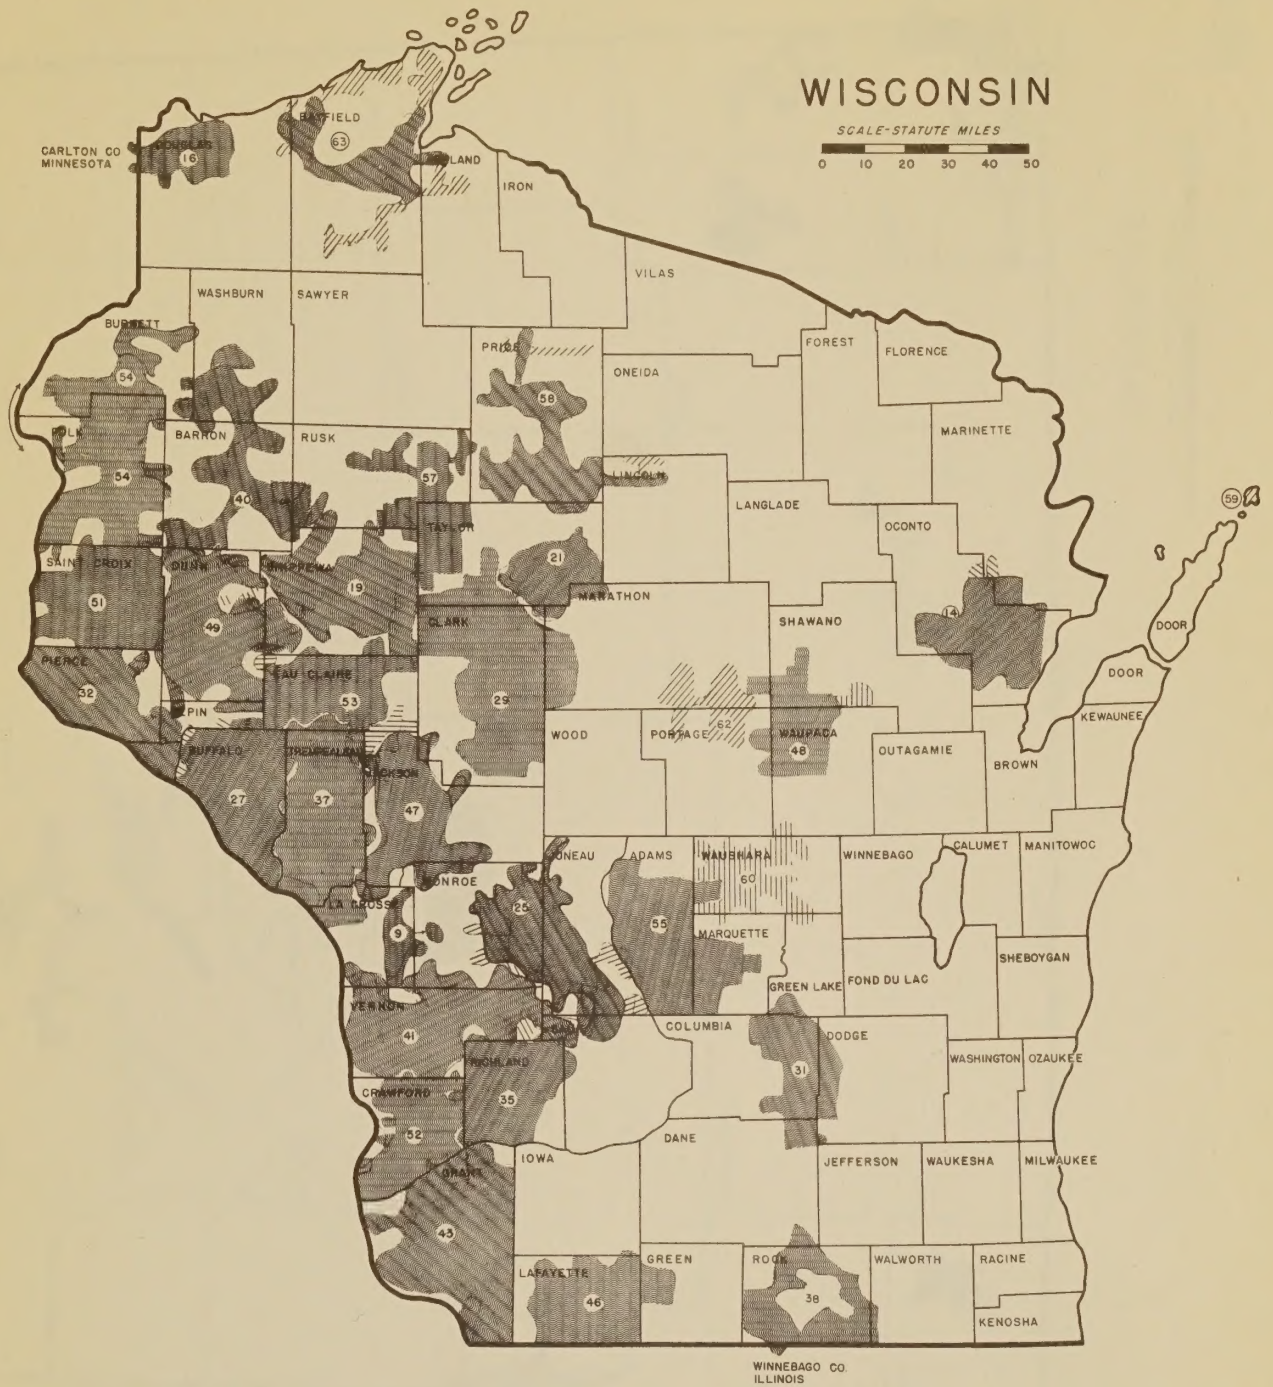 WISCONSIN
SCALE-STATUTE MILES
0 10 20 30 40 50
CARLTON CO
MINNESOTA
DOUGLAS
16
BAYFIELD
63
IRON
VILAS
WASHBURN
SAWYER
BURNETT
54
PRICE
58
ONEIDA
FOREST
FLORENCE
MARINETTE
POLK
54
BARRON
40
RUSK
57
LINCOLN
LANGLADE
OCONTO
14
59
DOOR
DOOR
TAYLOR
21
SAINT CROIX
51
DUNN
49
CHIPPEWA
19
MARATHON
SHAWANO
CLARK
29
PIERCE
32
EAU CLAIRE
53
PEPIN
WOOD
PORTAGE
62
WAUPACA
48
OUTAGAMIE
BROWN
KEWAUNEE
BUFFALO
27
TREMPEALEAU
37
JACKSON
47
JUNEAU
ADAMS
55
WAUSHARA
60
WINNEBAGO
CALUMET
MANITOWOC
LA CROSSE
9
MONROE
25
MARQUETTE
GREEN LAKE
FOND DU LAC
SHEBOYGAN
VERNON
41
SAUK
COLUMBIA
31
DODGE
WASHINGTON
OZAUKEE
RICHLAND
35
CRAWFORD
52
GRANT
43
IOWA
DANE
JEFFERSON
WAUKESHA
MILWAUKEE
LAFAYETTE
46
GREEN
ROCK
38
WALWORTH
RACINE
KENOSHA
WINNEBAGO CO.
ILLINOIS